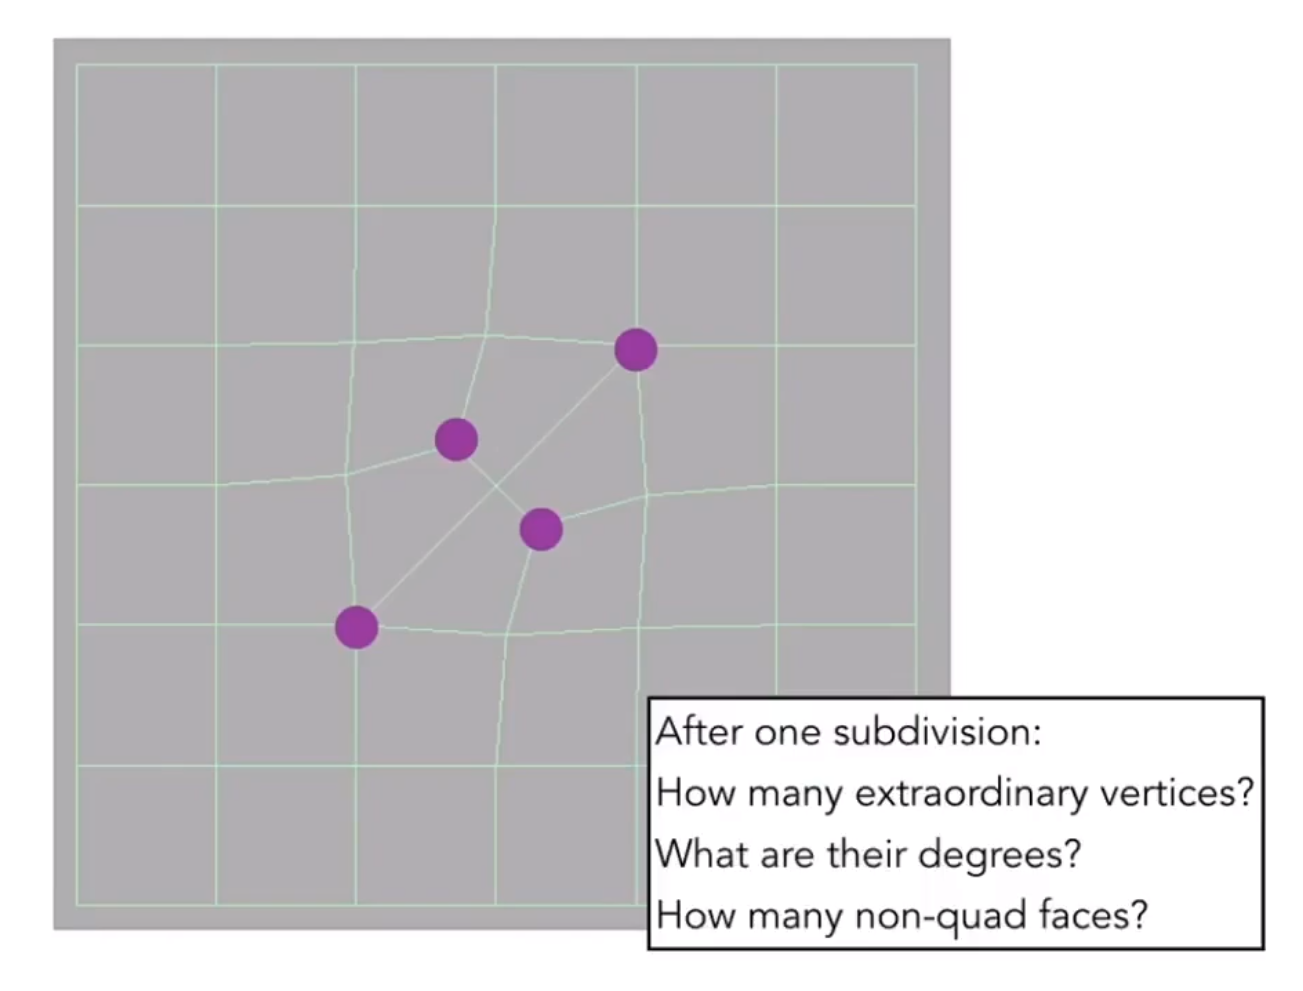 After one subdivision:
How many extraordinary vertices?
What are their degrees?
How many non-quad faces?